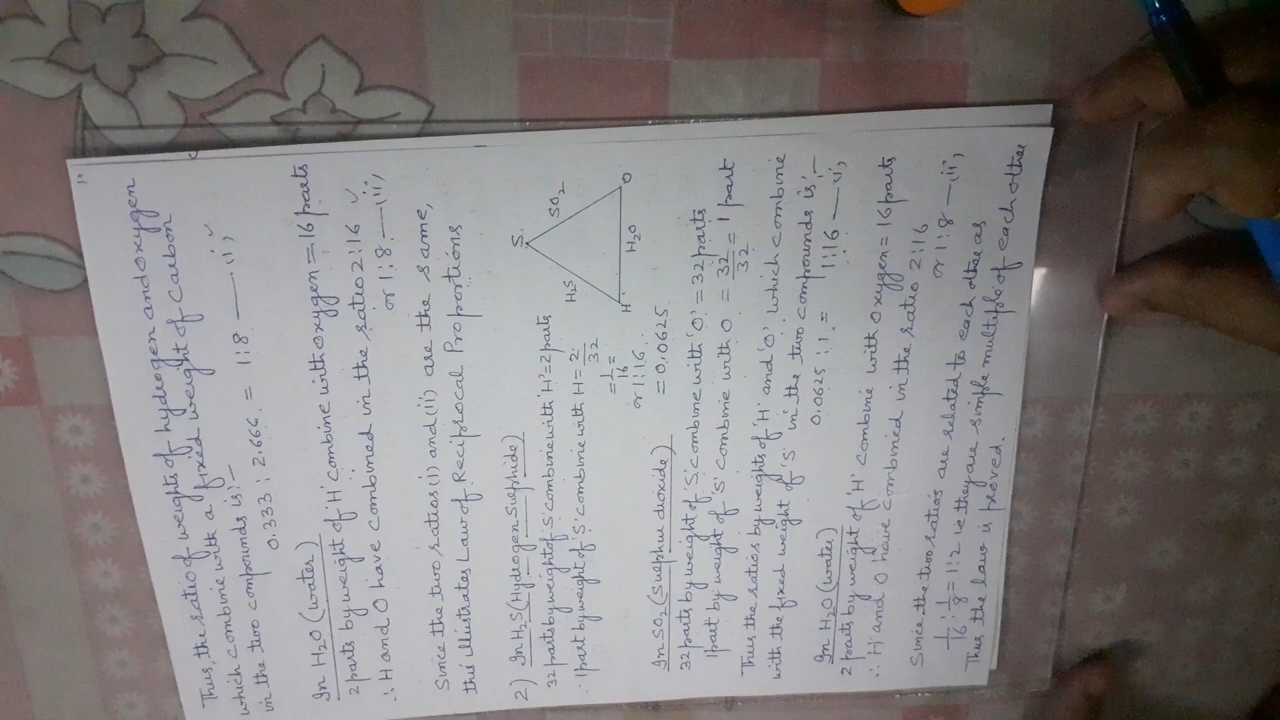 Thus, the ratio of weights of hydrogen and oxygen
which combine with a fixed weight of Carbon
in the two compounds is:-
0.333 : 2.666 = 1:8 —(i)
In H₂O (water)
2 parts by weight of 'H' combine with oxygen = 16 parts
∴ H and O have combined in the ratio 2:16
or 1:8 —(ii)
Since the two ratios (i) and (ii) are the same,
this illustrates Law of Reciprocal Proportions
2) In H₂S (Hydrogen Sulphide)
32 parts by weight of 'S' combine with 'H' = 2 parts
∴ 1 part by weight of 'S' combine with H = 2/32
= 1/16 =
or 1:16
= 0.0625
S
H₂S
SO₂
H
H₂O
O
In SO₂ (Sulphur dioxide)
32 parts by weight of 'S' combine with 'O' = 32 parts
1 part by weight of 'S' combine with O = 32/32 = 1 part
Thus the ratios by weights of 'H' and 'O' which combine
with the fixed weight of 'S' in the two compounds is:-
0.0625 : 1 = 1:16 —(i)
In H₂O (water)
2 parts by weight of 'H' combine with oxygen = 16 parts
∴ 'H' and O have combined in the ratio 2:16
or 1:8 —(ii)
Since the two ratios are related to each other as
1/16 : 1/8 = 1:2 ie they are simple multiple of each other
Thus the law is proved.